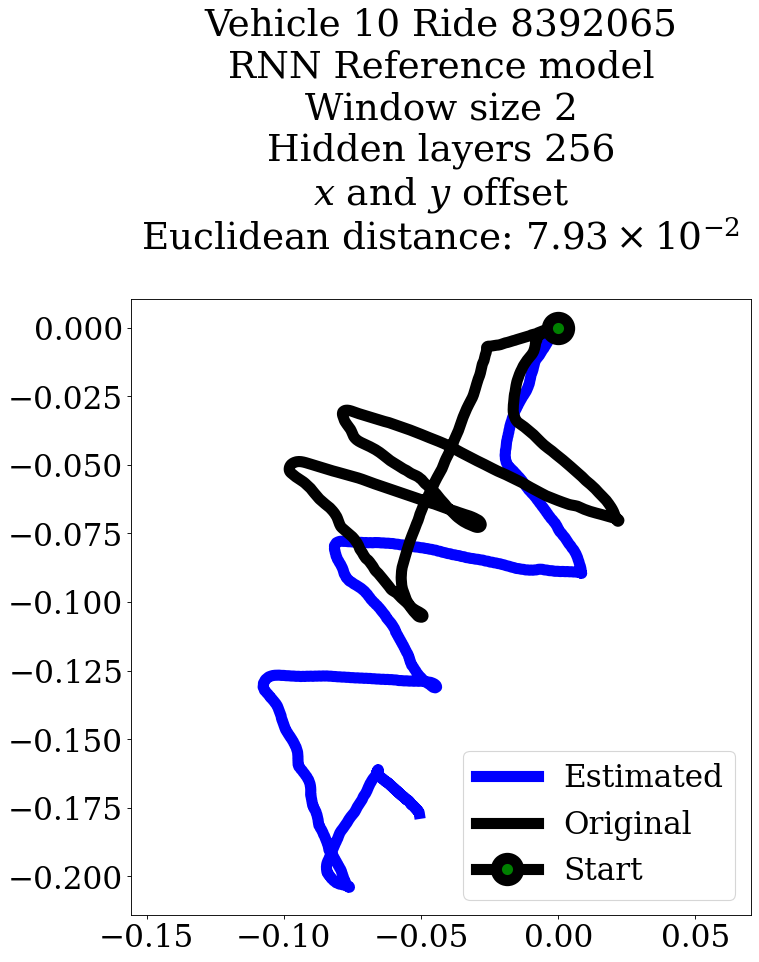 Vehicle 10 Ride 8392065
RNN Reference model
Window size 2
Hidden layers 256
x and y offset
Euclidean distance: 7.93 × 10⁻²
0.000
−0.025
−0.050
−0.075
−0.100
−0.125
−0.150
−0.175
−0.200
Estimated
Original
Start
−0.15 −0.10 −0.05 0.00 0.05